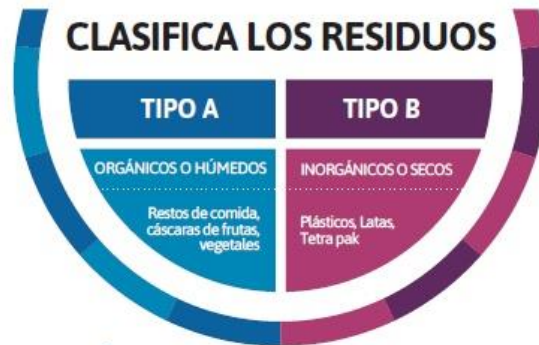 CLASIFICA LOS RESIDUOS
TIPO A
ORGÁNICOS O HÚMEDOS
Restos de comida,
cáscaras de frutas,
vegetales
TIPO B
INORGÁNICOS O SECOS
Plásticos, Latas,
Tetra pak